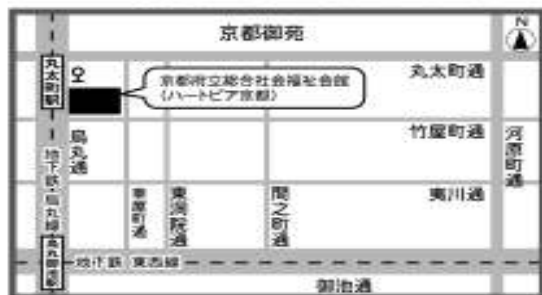 京都御苑
N
丸太町駅
京都府立総合社会福祉会館
(ハートピア京都)
丸太町通
烏丸通
竹屋町通
河原町通
地下鉄・烏丸線
車屋町通
東洞院通
間之町通
夷川通
烏丸御池駅
地下鉄 東西線
御池通